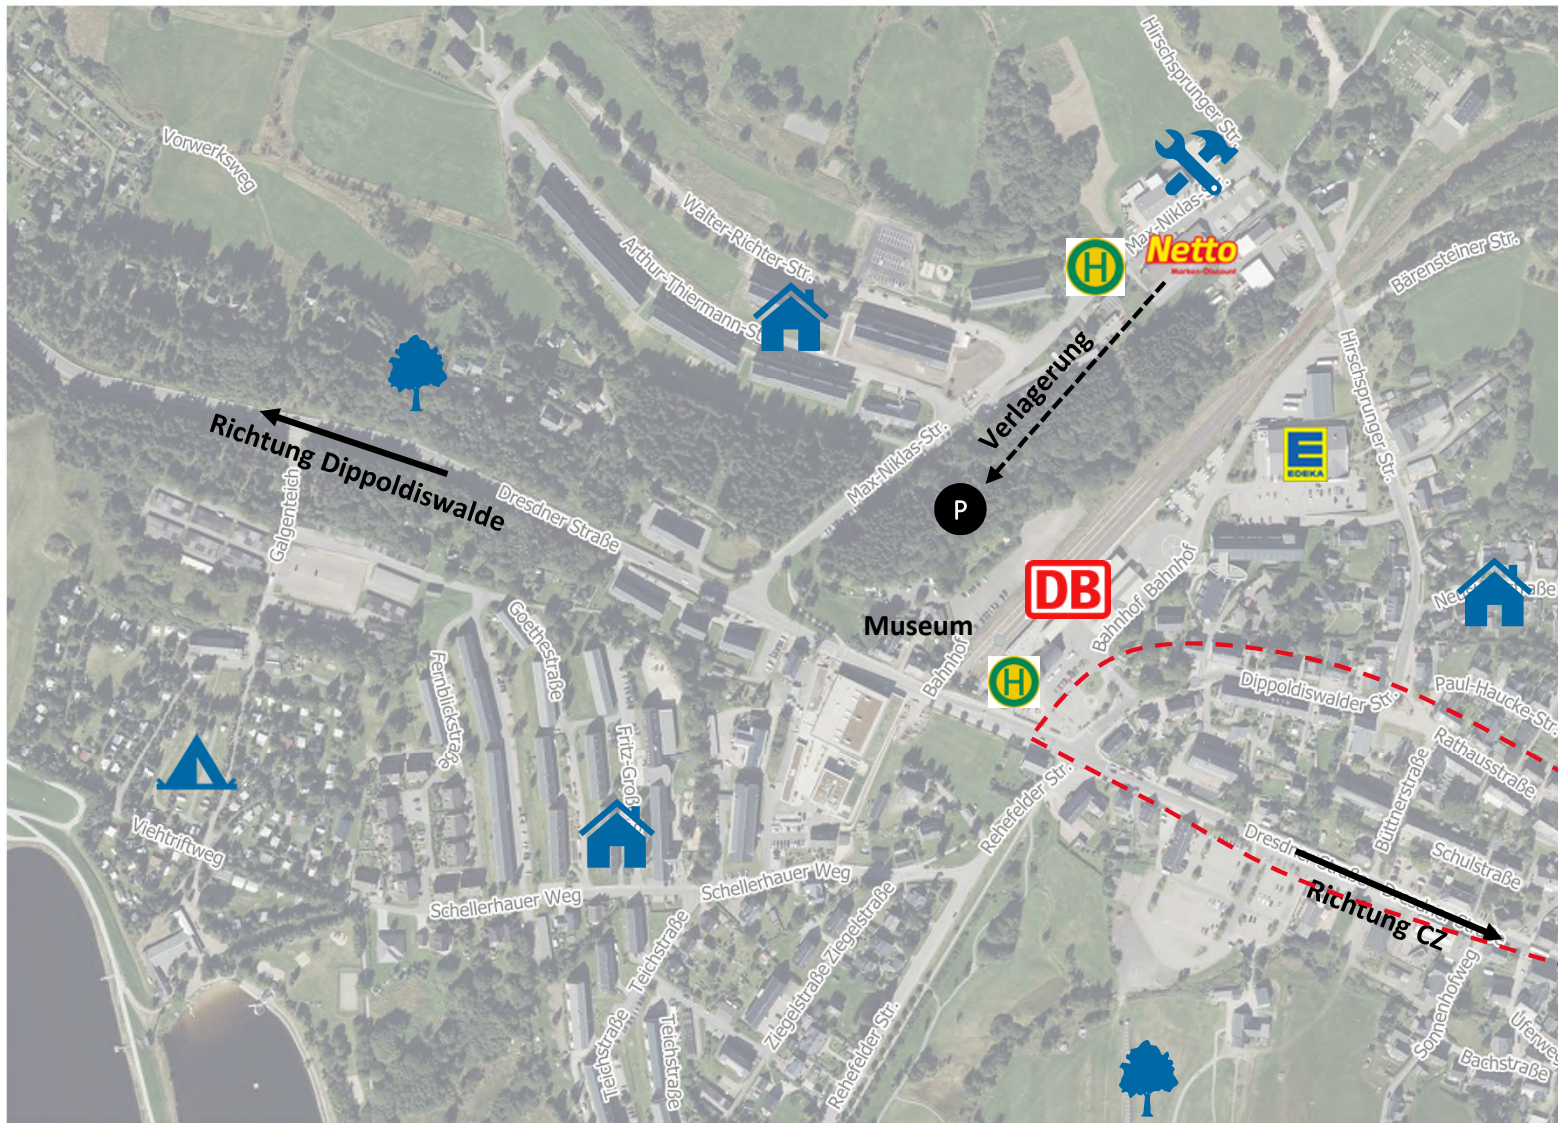 Hirschsprunger Str.
Vorwerksweg
Max-Niklas-Str.
Walter-Richter-Str.
Arthur-Thiermann-St
H
Netto
Marken-Discount
Bärensteiner Str.
Hirschsprunger Str.
Verlagerung
Richtung Dippoldiswalde
Max-Niklas-Str.
E
EDEKA
P
Galgenteich
Dresdner Straße
DB
Bahnhof Bahnhof
Museum
Goethestraße
Fernblickstraße
Bahnhof
H
Dippoldiswalder Str.
Paul-Haucke-Str.
Rathausstraße
Fritz-Groß
Rehefelder Str.
Büttnerstraße
Viehtriftweg
Schulstraße
Richtung CZ
Schellerhauer Weg
Schellerhauer Weg
Teichstraße
Ziegelstraße Ziegelstraße
Sonnenhofweg
Uferweg
Bachstraße
Teichstraße
Teichstraße
Rehefelder Str.